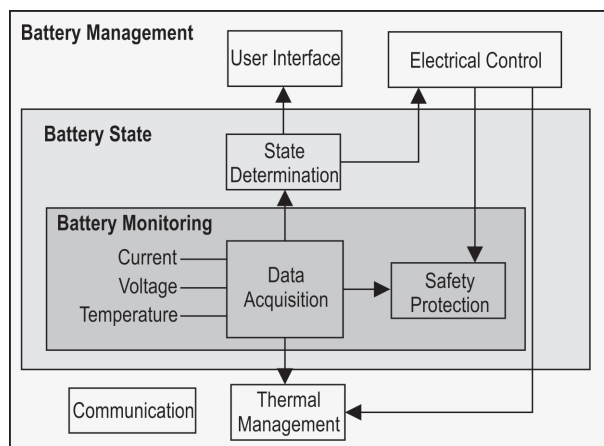 Battery Management
User Interface
Electrical Control
Battery State
State
Determination
Battery Monitoring
Current
Voltage
Temperature
Data
Acquisition
Safety
Protection
Communication
Thermal
Management